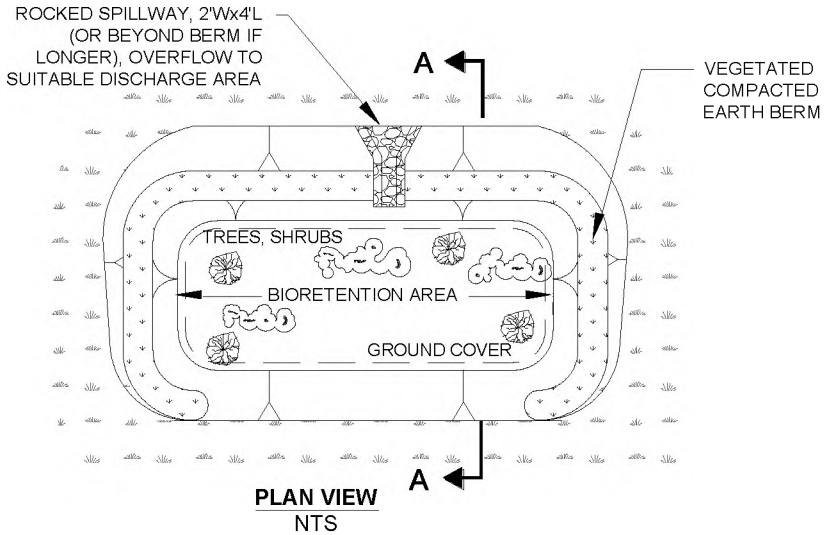 ROCKED SPILLWAY, 2'Wx4'L
(OR BEYOND BERM IF
LONGER), OVERFLOW TO
SUITABLE DISCHARGE AREA
A
VEGETATED
COMPACTED
EARTH BERM
TREES, SHRUBS
BIORETENTION AREA
GROUND COVER
A
PLAN VIEW
NTS